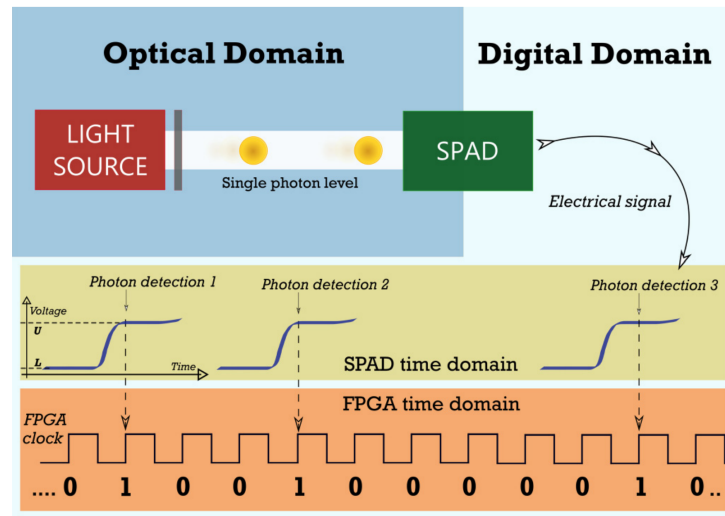 Optical Domain
Digital Domain
LIGHT
SOURCE
SPAD
Single photon level
Electrical signal
Photon detection 1
Photon detection 2
Photon detection 3
Voltage
U
L
Time
SPAD time domain
FPGA time domain
FPGA
clock
.... 0 1 0 0 1 0 0 0 0 0 1 0 ..